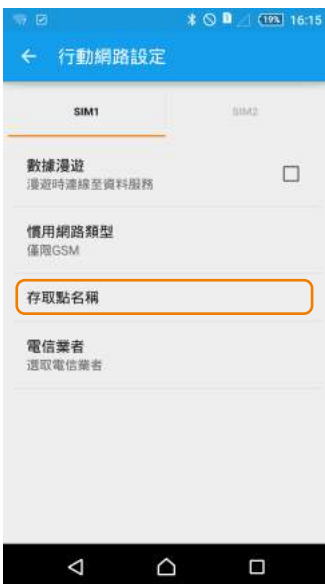 19% 16:15
← 行動網路設定
SIM1 SIM2
數據漫遊
漫遊時連線至資料服務
慣用網路類型
僅限GSM
存取點名稱
電信業者
選取電信業者